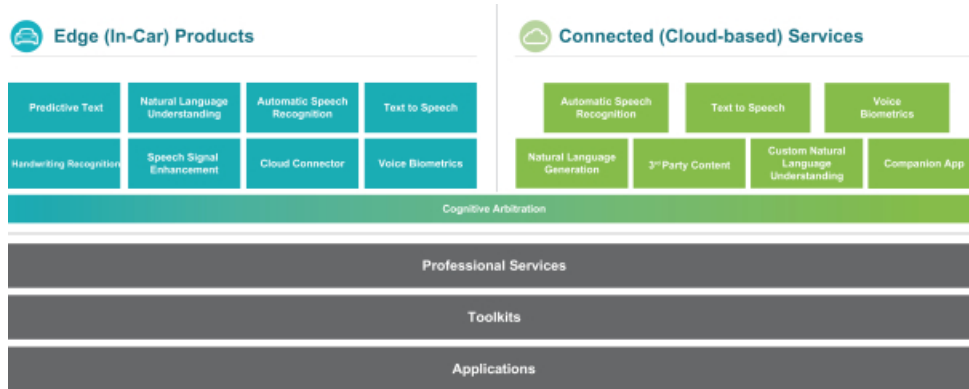 Edge (In-Car) Products
Connected (Cloud-based) Services
Predictive Text
Natural Language
Understanding
Automatic Speech
Recognition
Text to Speech
Handwriting Recognition
Speech Signal
Enhancement
Cloud Connector
Voice Biometrics
Automatic Speech
Recognition
Text to Speech
Voice
Biometrics
Natural Language
Generation
3rd Party Content
Custom Natural
Language
Understanding
Companion App
Cognitive Arbitration
Professional Services
Toolkits
Applications